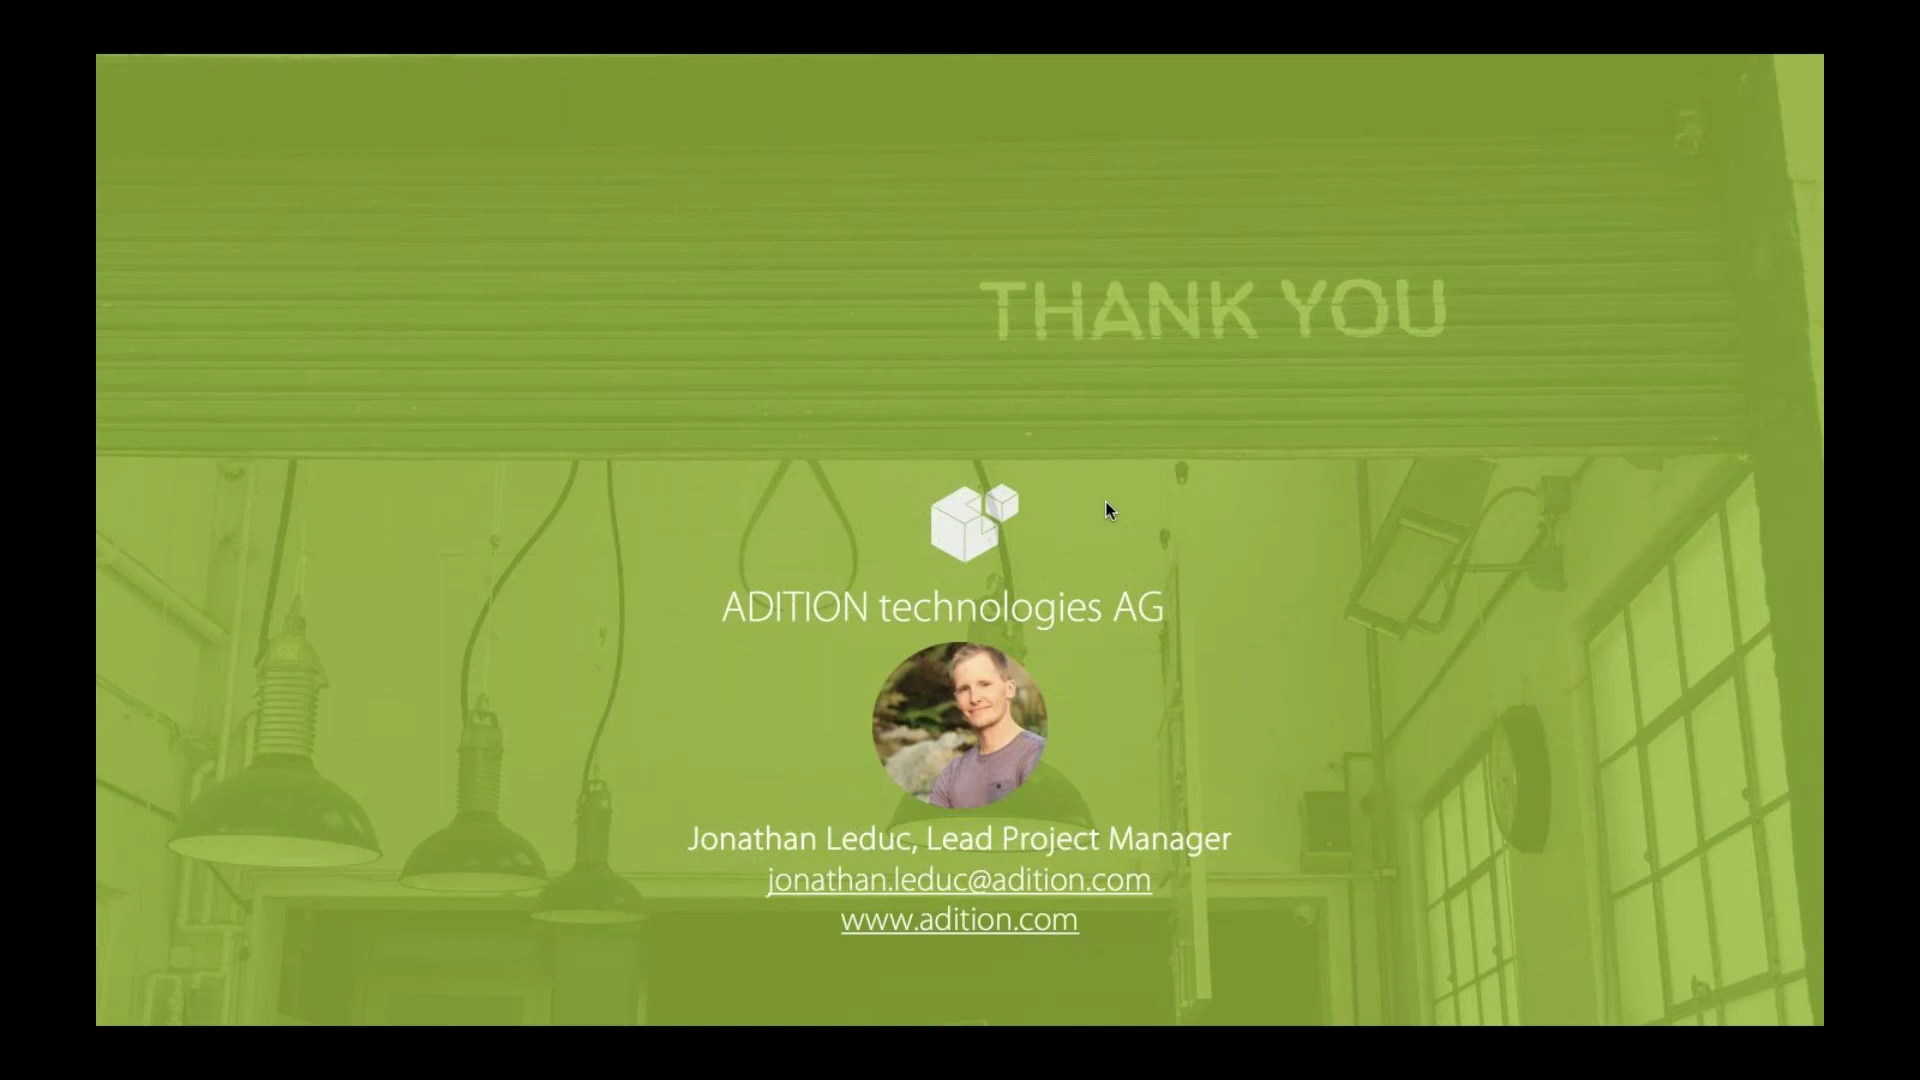 THANK YOU
ADITION technologies AG
Jonathan Leduc, Lead Project Manager
jonathan.leduc@adition.com
www.adition.com